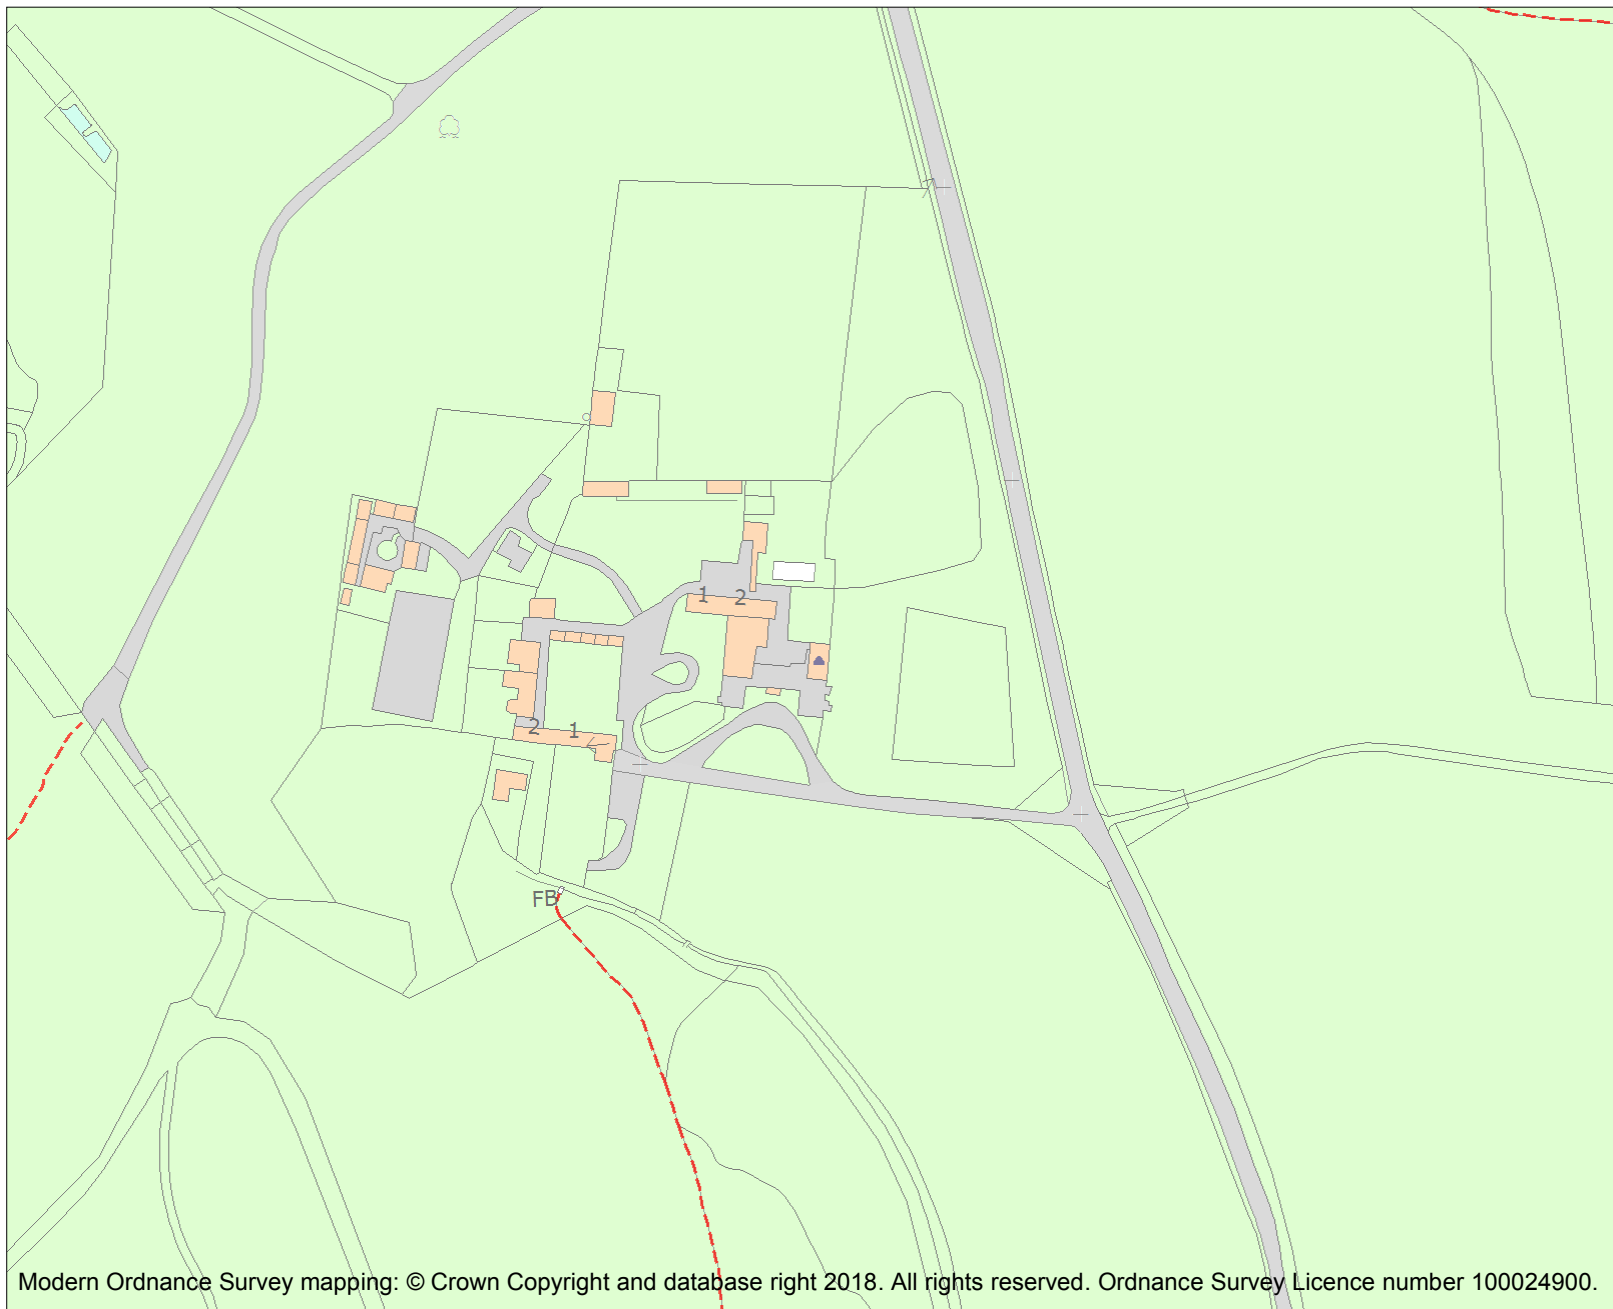 1 2
2 1
FB
Modern Ordnance Survey mapping: © Crown Copyright and database right 2018. All rights reserved. Ordnance Survey Licence number 100024900.